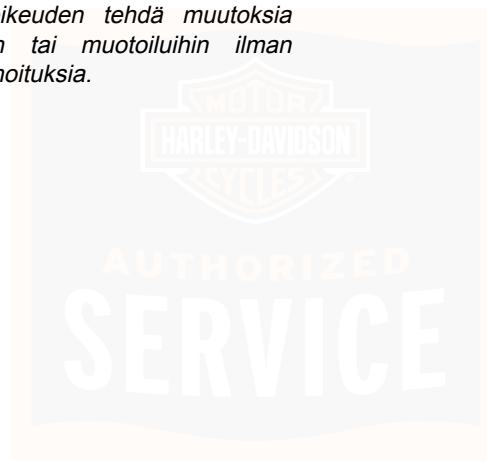 oikeuden tehdä muutoksia
tai muotoiluihin ilman
moituksia.
MOTOR
HARLEY-DAVIDSON
CYCLES
AUTHORIZED
SERVICE